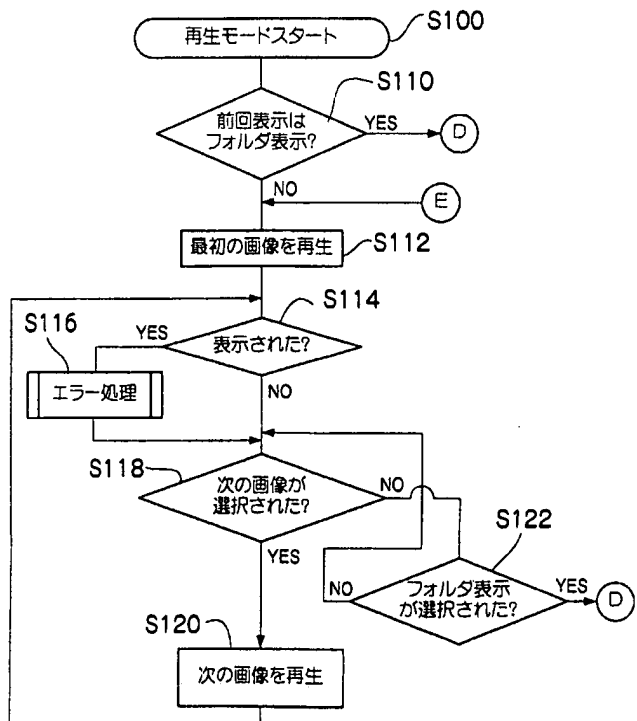 再生モードスタート
S100
S110
前回表示は
フォルダ表示?
YES
D
NO
E
最初の画像を再生
S112
S114
S116
YES
表示された?
エラー処理
NO
S118
次の画像が
選択された?
NO
S122
YES
NO
フォルダ表示
が選択された?
YES
D
S120
次の画像を再生